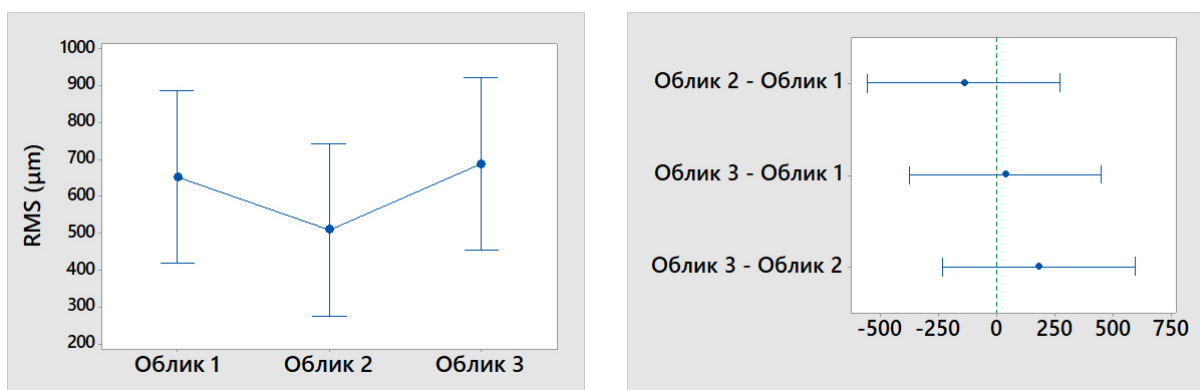 1000
900
800
700
600
500
400
300
200
RMS (µm)
Облик 1 Облик 2 Облик 3
Облик 2 - Облик 1
Облик 3 - Облик 1
Облик 3 - Облик 2
-500 -250 0 250 500 750